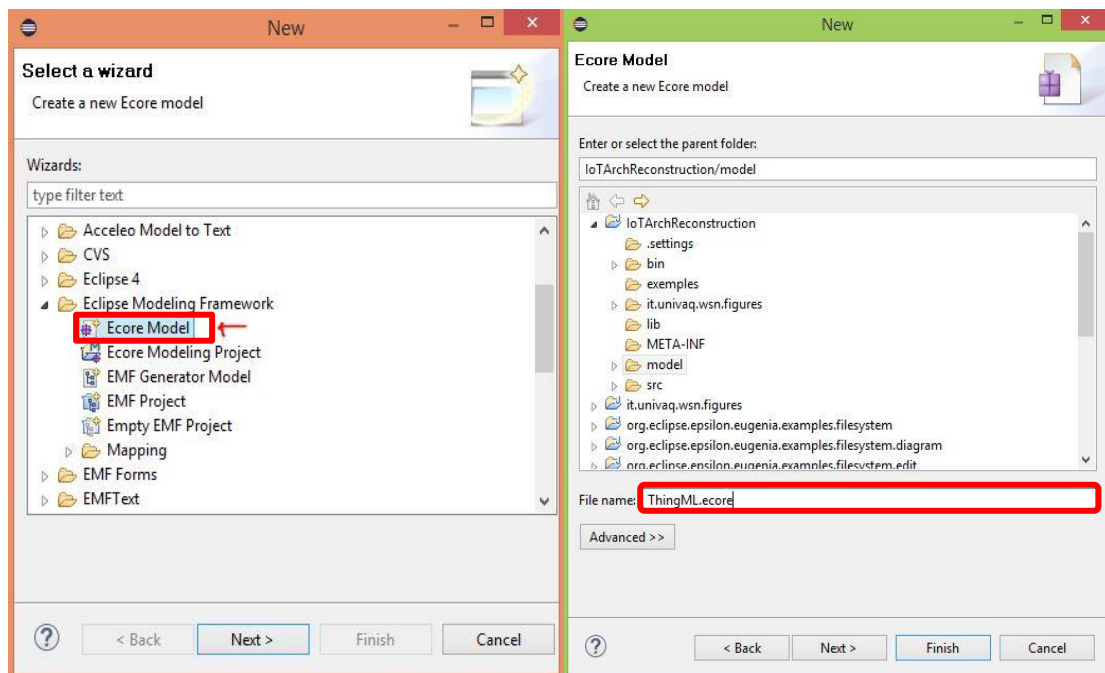 New
Select a wizard
Create a new Ecore model
Wizards:
type filter text
Acceleo Model to Text
CVS
Eclipse 4
Eclipse Modeling Framework
Ecore Model
Ecore Modeling Project
EMF Generator Model
EMF Project
Empty EMF Project
Mapping
EMF Forms
EMFText
< Back
Next >
Finish
Cancel
New
Ecore Model
Create a new Ecore model
Enter or select the parent folder:
IoTArchReconstruction/model
IoTArchReconstruction
.settings
bin
exemples
it.univaq.wsn.figures
lib
META-INF
model
src
it.univaq.wsn.figures
org.eclipse.epsilon.eugenia.examples.filesystem
org.eclipse.epsilon.eugenia.examples.filesystem.diagram
org.eclipse.epsilon.eugenia.examples.filesystem.edit
File name: ThingML.ecore
Advanced >>
< Back
Next >
Finish
Cancel